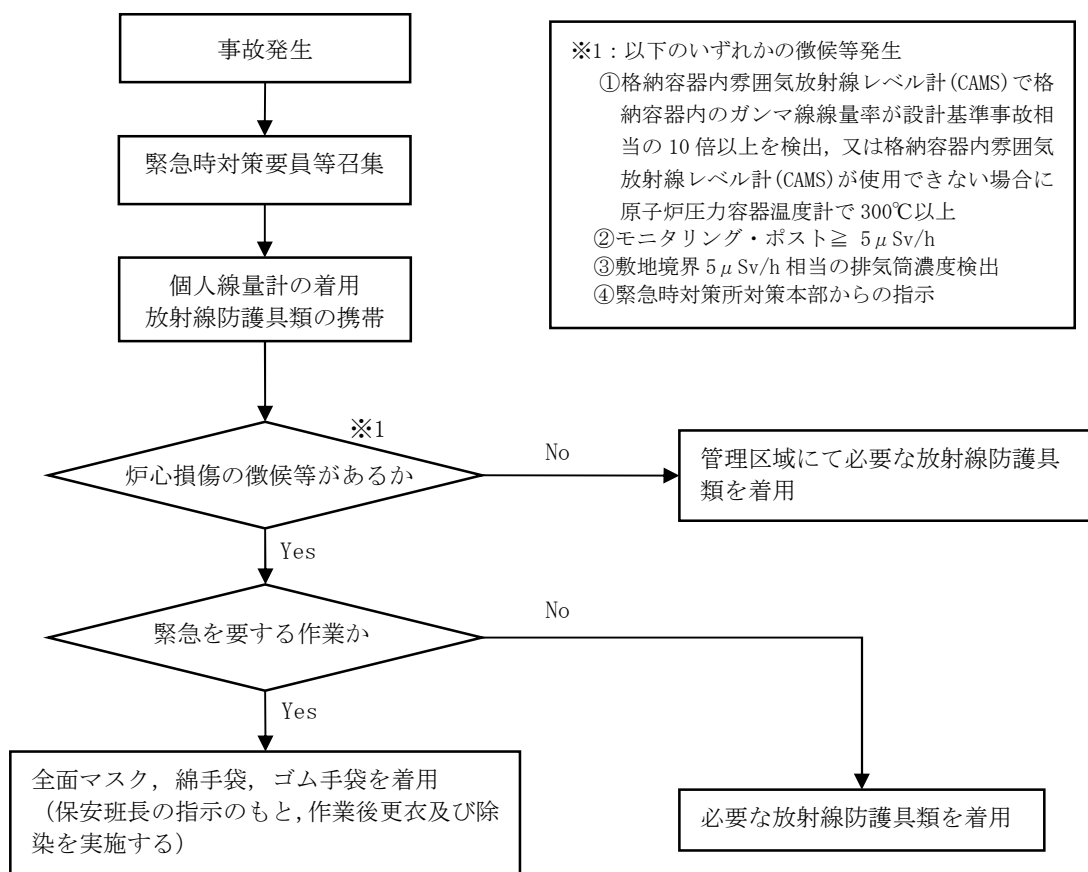 事故発生
※1：以下のいずれかの徴候等発生
①格納容器内雰囲気放射線レベル計(CAMS)で格
納容器内のガンマ線線量率が設計基準事故相
当の 10 倍以上を検出，又は格納容器内雰囲気
放射線レベル計(CAMS)が使用できない場合に
原子炉圧力容器温度計で 300℃以上
②モニタリング・ポスト≧ 5μSv/h
③敷地境界 5μSv/h 相当の排気筒濃度検出
④緊急時対策所対策本部からの指示
緊急時対策要員等召集
個人線量計の着用
放射線防護具類の携帯
※1
炉心損傷の徴候等があるか
No
管理区域にて必要な放射線防護具
類を着用
Yes
緊急を要する作業か
No
Yes
全面マスク，綿手袋，ゴム手袋を着用
（保安班長の指示のもと,作業後更衣及び除
染を実施する）
必要な放射線防護具類を着用